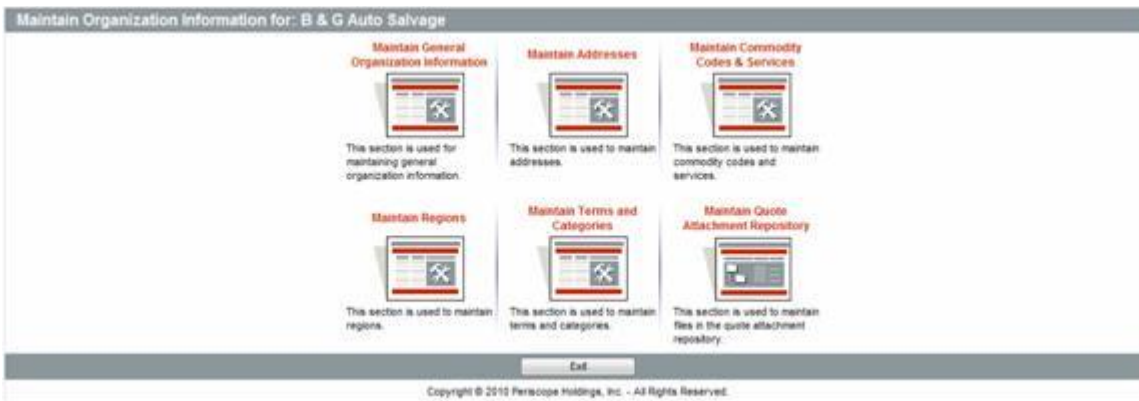 Maintain Organization Information for: B & G Auto Salvage
Maintain General
Organization Information
This section is used for
maintaining general
organization information.
Maintain Addresses
This section is used to maintain
addresses.
Maintain Commodity
Codes & Services
This section is used to maintain
commodity codes and
services.
Maintain Regions
This section is used to maintain
regions.
Maintain Terms and
Categories
This section is used to maintain
terms and categories.
Maintain Quote
Attachment Repository
This section is used to maintain
files in the quote attachment
repository.
Exit
Copyright © 2010 Periscope Holdings, Inc. - All Rights Reserved.